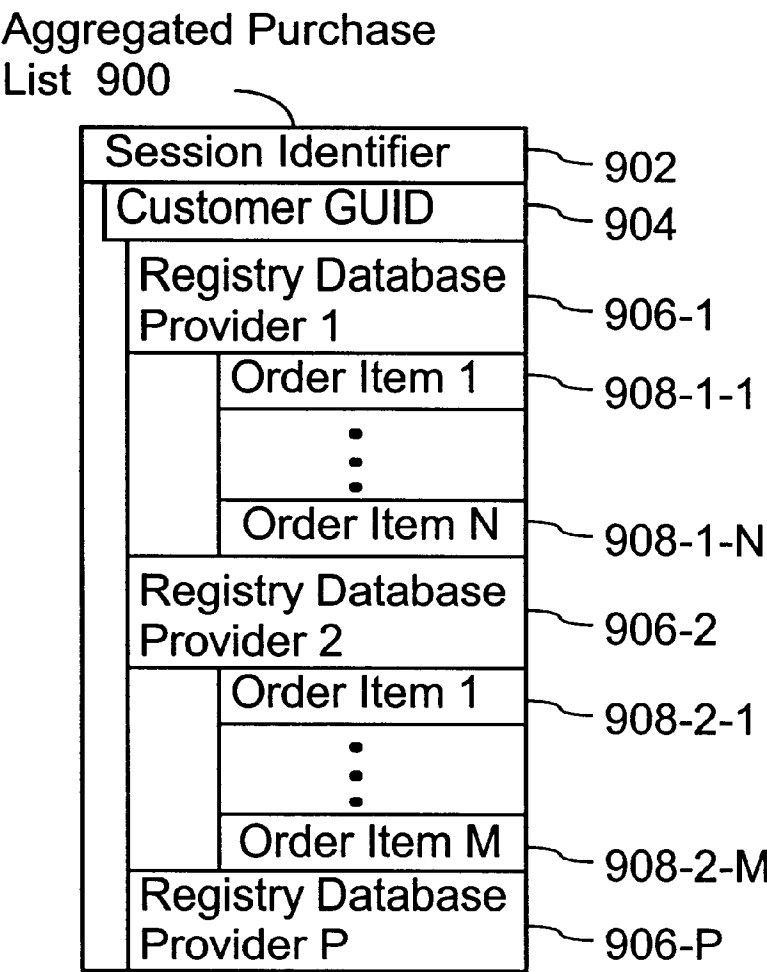 Aggregated Purchase
List 900
Session Identifier
902
Customer GUID
904
Registry Database
Provider 1
906-1
Order Item 1
908-1-1
Order Item N
908-1-N
Registry Database
Provider 2
906-2
Order Item 1
908-2-1
Order Item M
908-2-M
Registry Database
Provider P
906-P